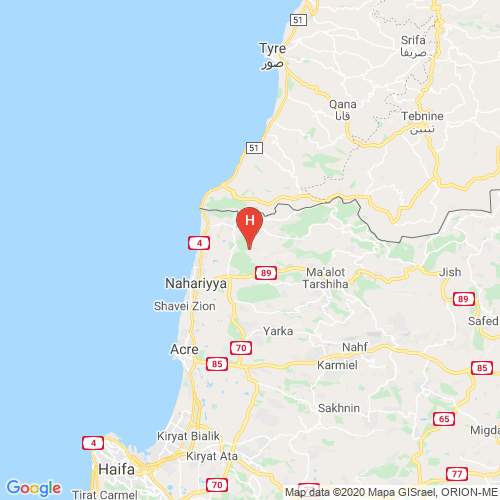 51
Srifa
صريفا
Tyre
صور
Qana
قانا
Tebnine
تبنين
51
H
4
89
Ma'alot
Tarshiha
Jish
Nahariyya
89
Shavei Zion
Safed
Yarka
70
Nahf
Acre
85
Karmiel
85
Sakhnin
65
Migda
Kiryat Bialik
4
Kiryat Ata
Haifa
77
70
Google
Tirat Carmel
Map data ©2020 Mapa GISrael, ORION-ME